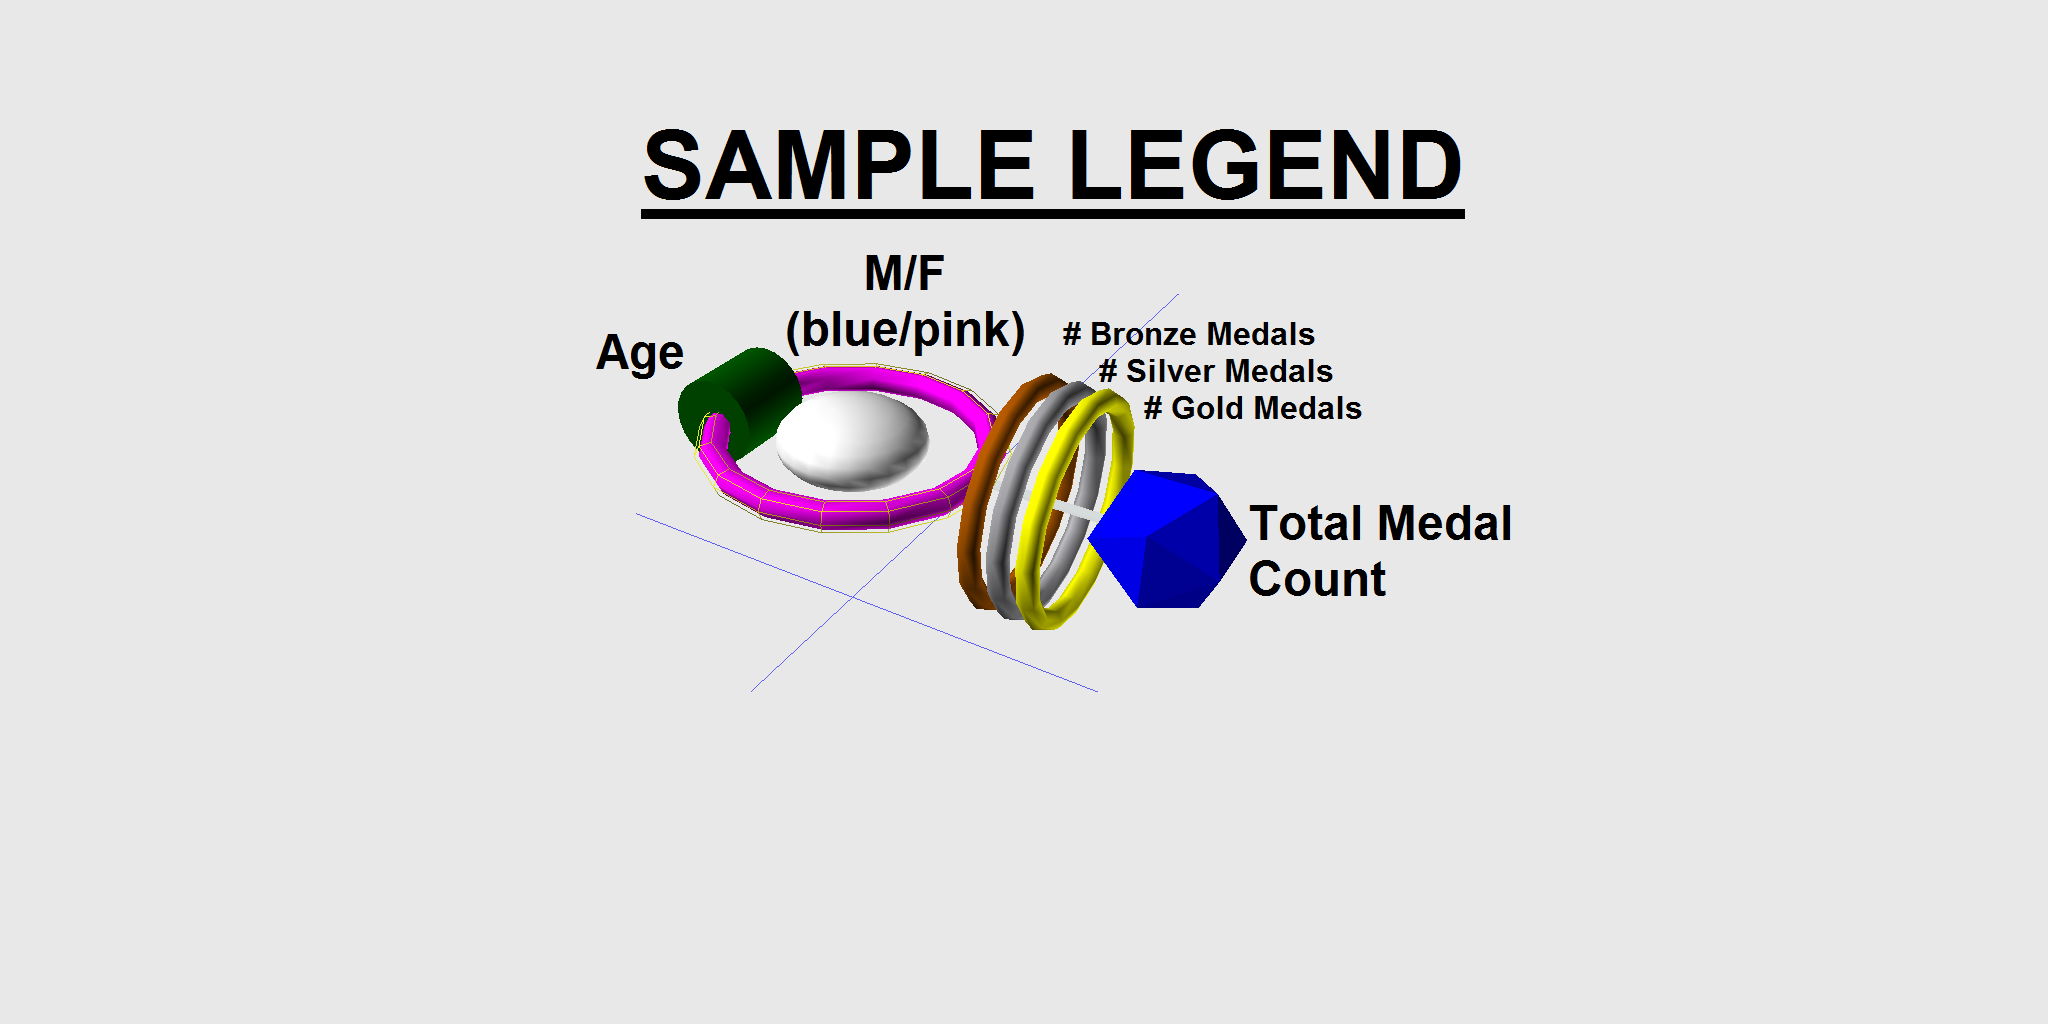 SAMPLE LEGEND
M/F
(blue/pink)
Age
# Bronze Medals
# Silver Medals
# Gold Medals
Total Medal
Count